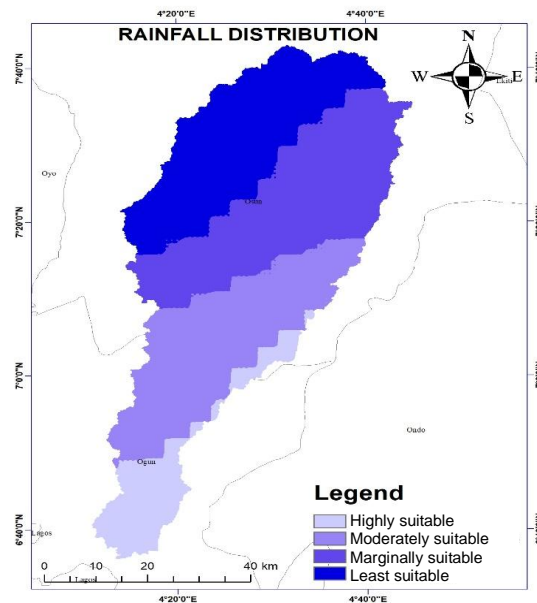 4°20'0"E 4°40'0"E
RAINFALL DISTRIBUTION
N
W E
S
Ekiti
7°40'0"N
Oyo
Osun
7°20'0"N
7°0'0"N
Ondo
Ogun
Legend
Highly suitable
Moderately suitable
Marginally suitable
Least suitable
6°40'0"N
Lagos
0 10 20 40 km
Lagos
4°20'0"E 4°40'0"E